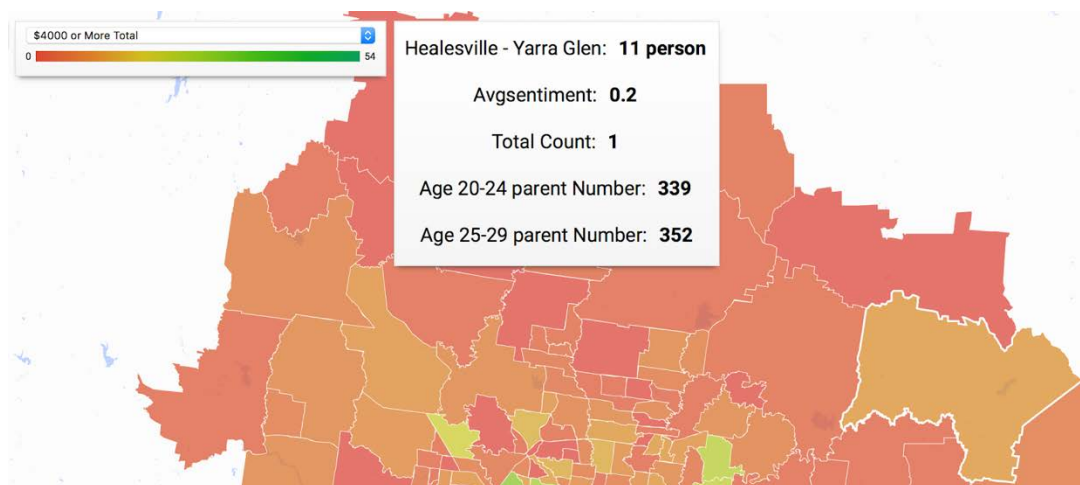 $4000 or More Total
0 54
Healesville - Yarra Glen: 11 person
Avgsentiment: 0.2
Total Count: 1
Age 20-24 parent Number: 339
Age 25-29 parent Number: 352